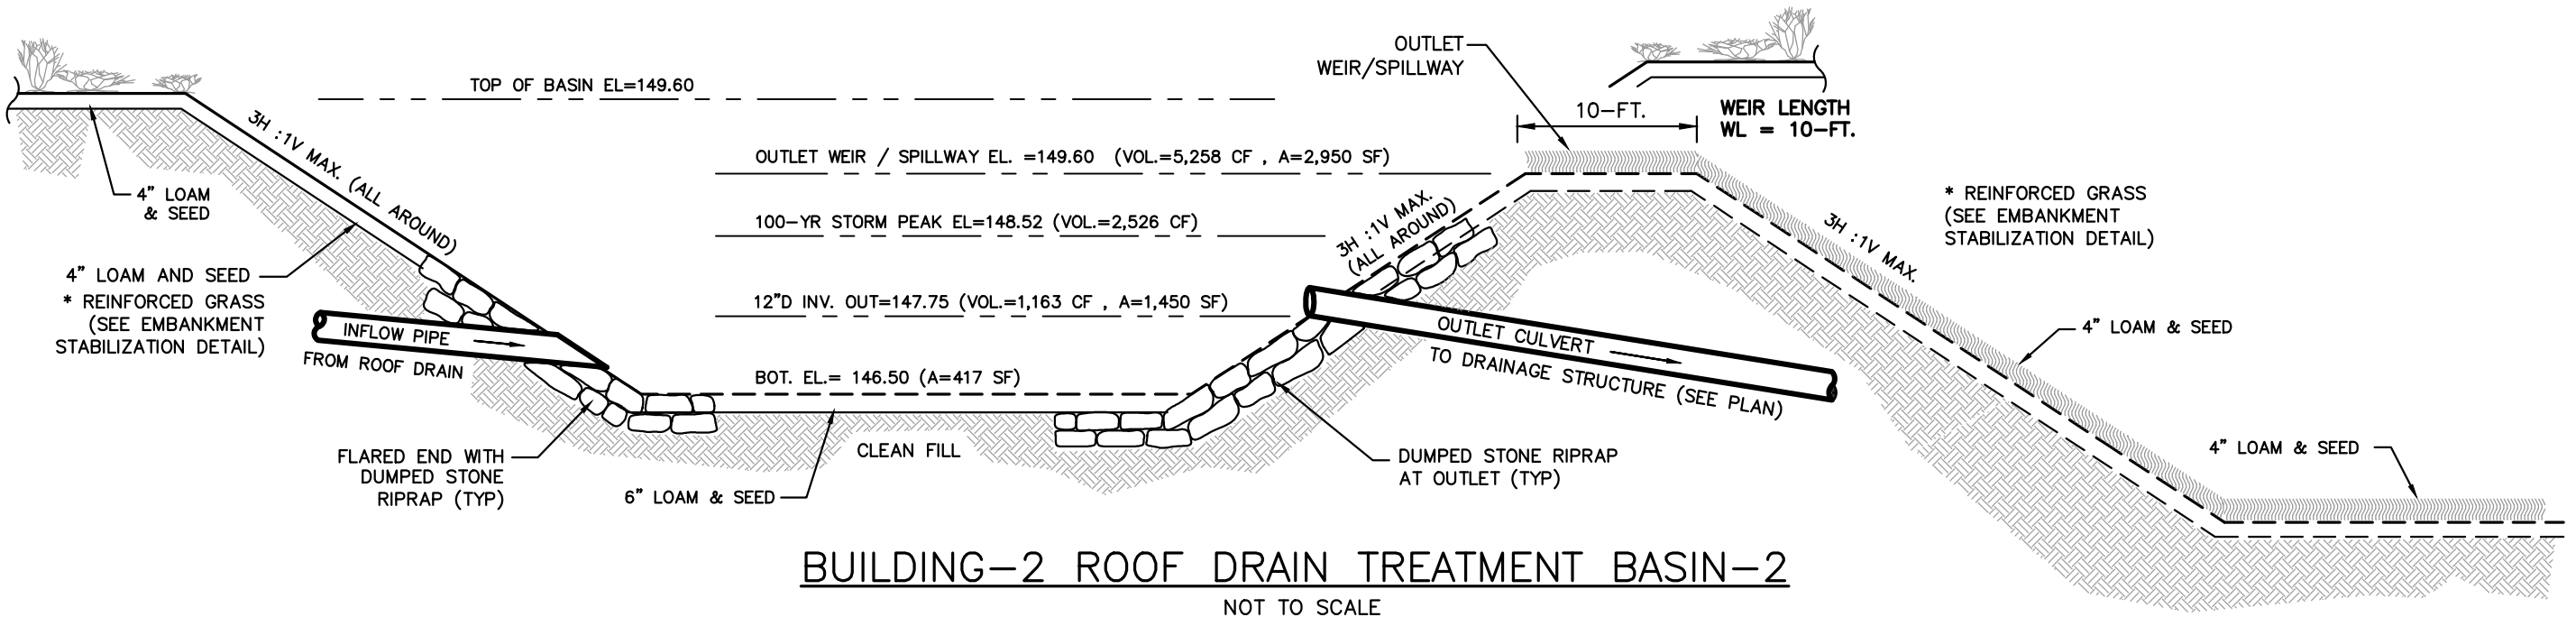 TOP OF BASIN EL=149.60
OUTLET
WEIR/SPILLWAY
10-FT.
WEIR LENGTH
WL = 10-FT.
3H :1V MAX. (ALL AROUND)
OUTLET WEIR / SPILLWAY EL. =149.60 (VOL.=5,258 CF , A=2,950 SF)
4" LOAM
& SEED
100-YR STORM PEAK EL=148.52 (VOL.=2,526 CF)
3H :1V MAX.
(ALL AROUND)
3H :1V MAX.
* REINFORCED GRASS
(SEE EMBANKMENT
STABILIZATION DETAIL)
4" LOAM AND SEED
* REINFORCED GRASS
(SEE EMBANKMENT
STABILIZATION DETAIL)
12"D INV. OUT=147.75 (VOL.=1,163 CF , A=1,450 SF)
INFLOW PIPE
FROM ROOF DRAIN
OUTLET CULVERT
TO DRAINAGE STRUCTURE (SEE PLAN)
4" LOAM & SEED
BOT. EL.= 146.50 (A=417 SF)
CLEAN FILL
FLARED END WITH
DUMPED STONE
RIPRAP (TYP)
6" LOAM & SEED
DUMPED STONE RIPRAP
AT OUTLET (TYP)
4" LOAM & SEED
BUILDING-2 ROOF DRAIN TREATMENT BASIN-2
NOT TO SCALE